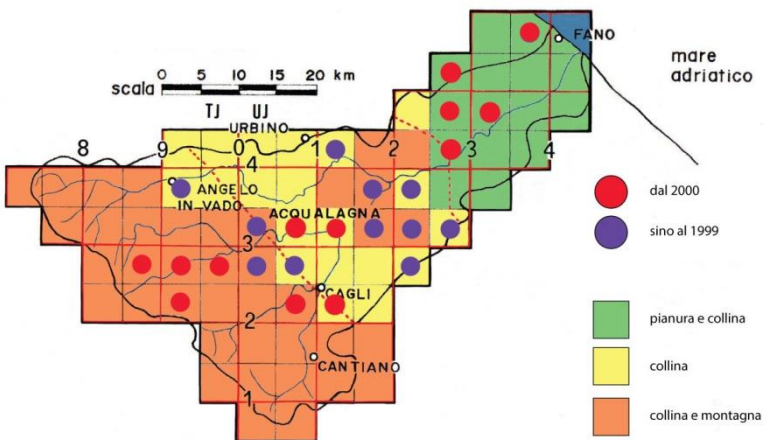 FANO
mare
adriatico
0 5 10 15 20 km
scala
TJ UJ
URBINO
8 9 0 1 2 3 4
4
ANGELO
IN VADO
ACQUALAGNA
3
CAGLI
2
CANTIANO
1
dal 2000
sino al 1999
pianura e collina
collina
collina e montagna